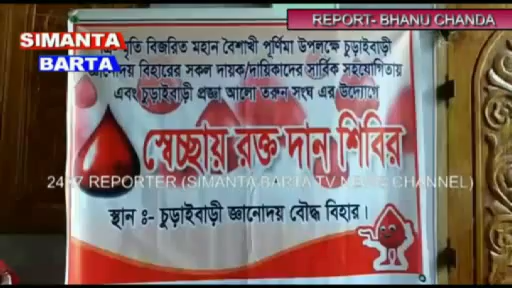 REPORT- BHANU CHANDA
SIMANTA
BARTA
স্মৃতি বিজরিত মহান বৈশাখী পূর্ণিমা উপলক্ষে চুড়াইবাড়ী
জ্ঞানোদয় বিহারের সকল দায়ক/দায়িকাদের সার্বিক সহযোগিতায়
এবং চুড়াইবাড়ী প্রজ্ঞা আলো তরুন সংঘ এর উদ্যোগে
স্বেচ্ছায় রক্ত দান শিবির
24x7 REPORTER (SIMANTA BARTA TV NEWS CHANNEL)
স্থান ঃ- চুড়াইবাড়ী জ্ঞানোদয় বৌদ্ধ বিহার।